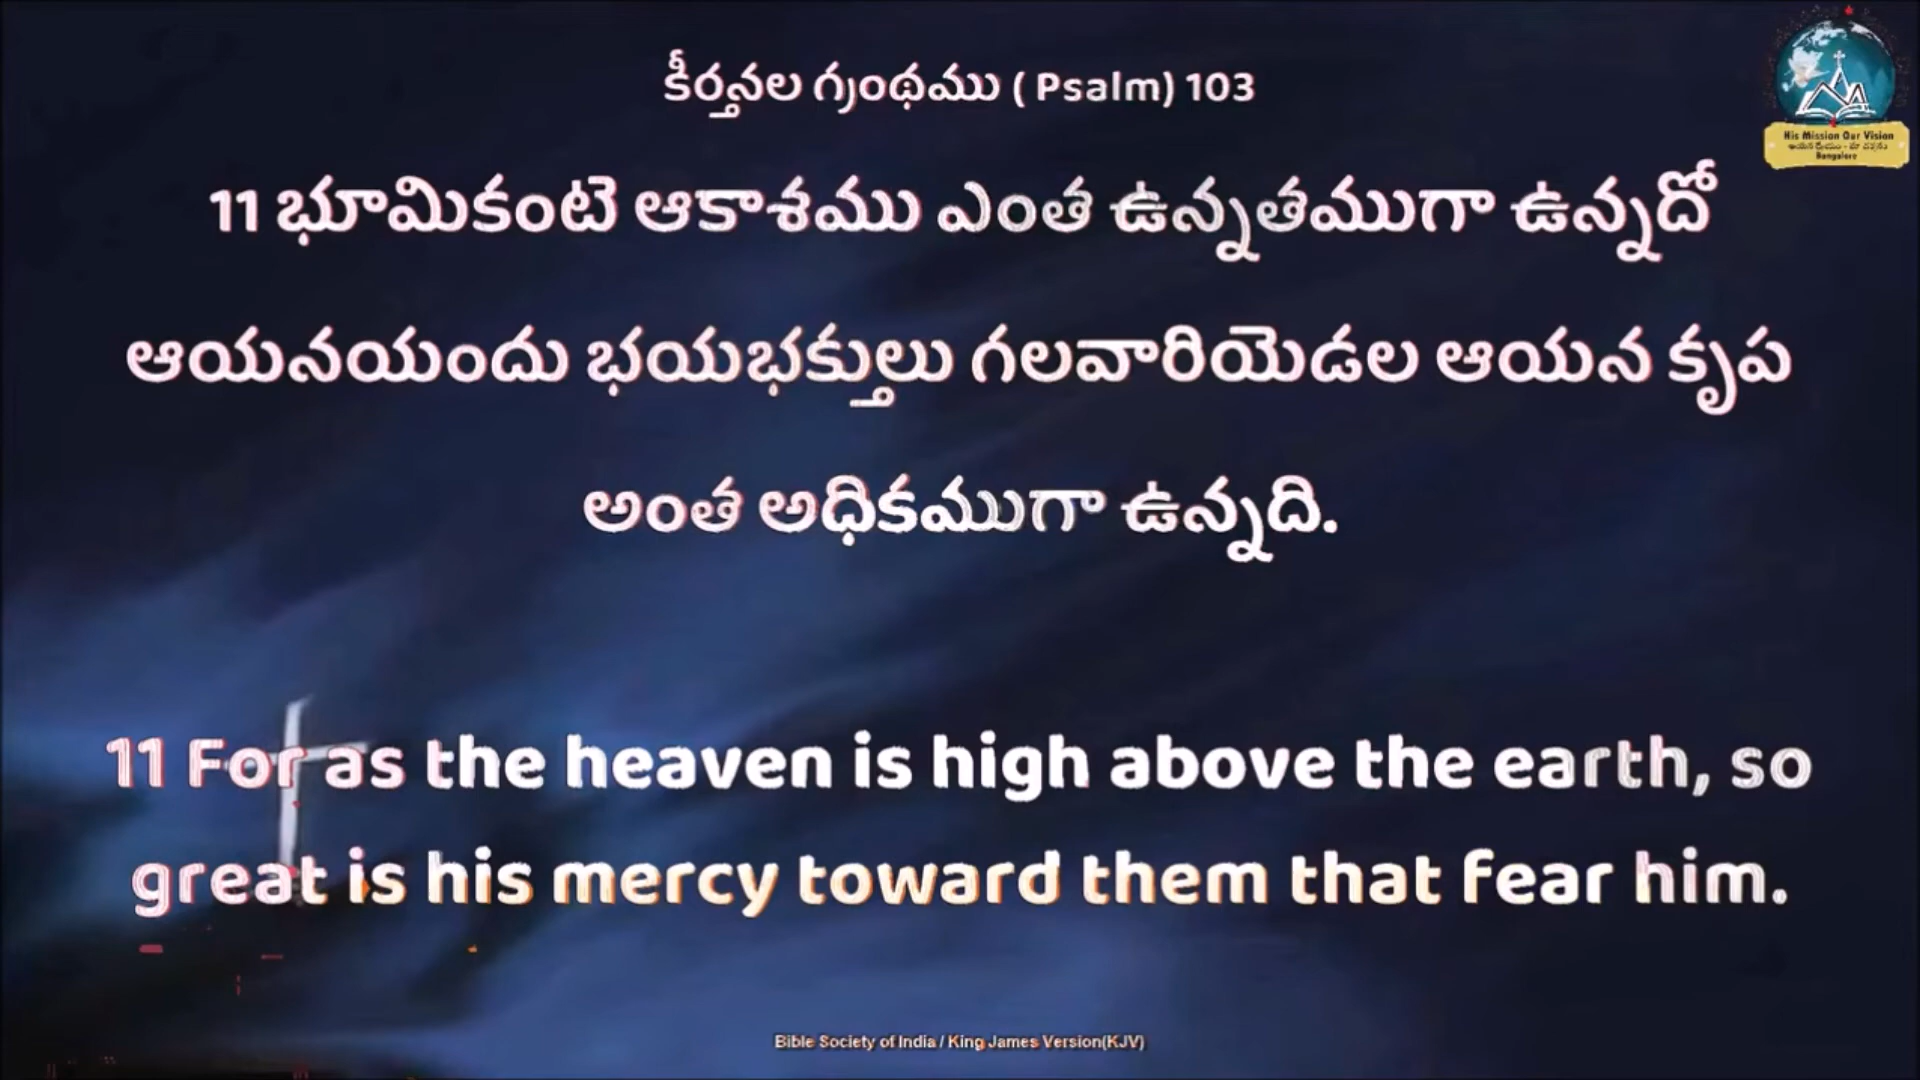 కీర్తనల గ్రంథము ( Psalm) 103
11 భూమికంటె ఆకాశము ఎంత ఉన్నతముగా ఉన్నదో
ఆయనయందు భయభక్తులు గలవారియెడల ఆయన కృప
అంత అధికముగా ఉన్నది.
11 For as the heaven is high above the earth, so
great is his mercy toward them that fear him.
Bible Society of India / King James Version(KJV)
His Mission Our Vision
Bangalore